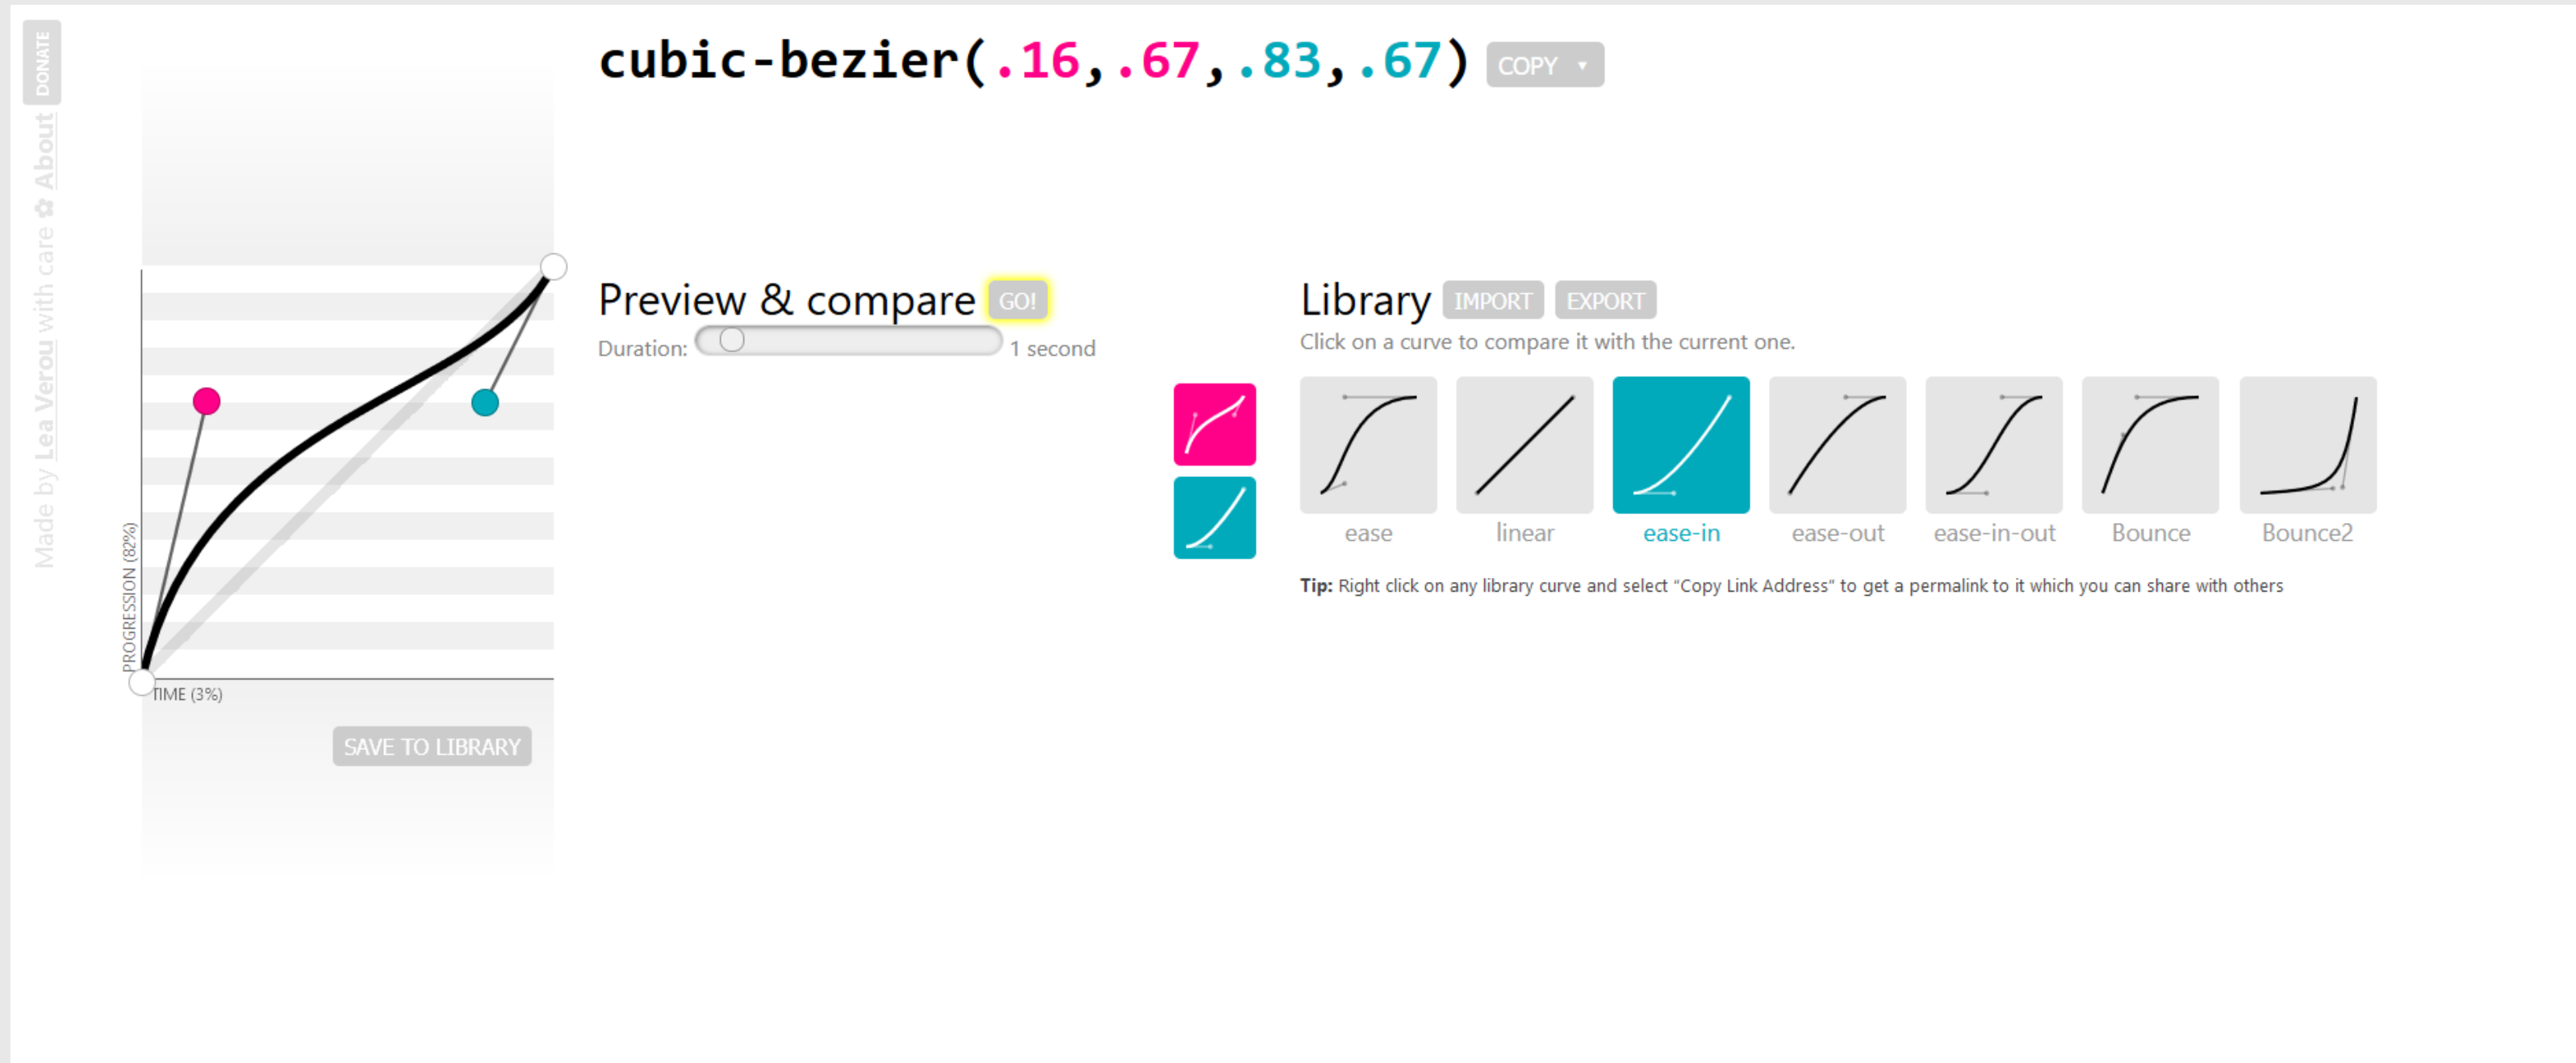 cubic-bezier(.16,.67,.83,.67) COPY ▼
DONATE
Made by Lea Verou with care ✿ About
PROGRESSION (82%)
TIME (3%)
SAVE TO LIBRARY
Preview & compare GO!
Duration: 1 second
Library IMPORT EXPORT
Click on a curve to compare it with the current one.
ease linear ease-in ease-out ease-in-out Bounce Bounce2
Tip: Right click on any library curve and select “Copy Link Address” to get a permalink to it which you can share with others